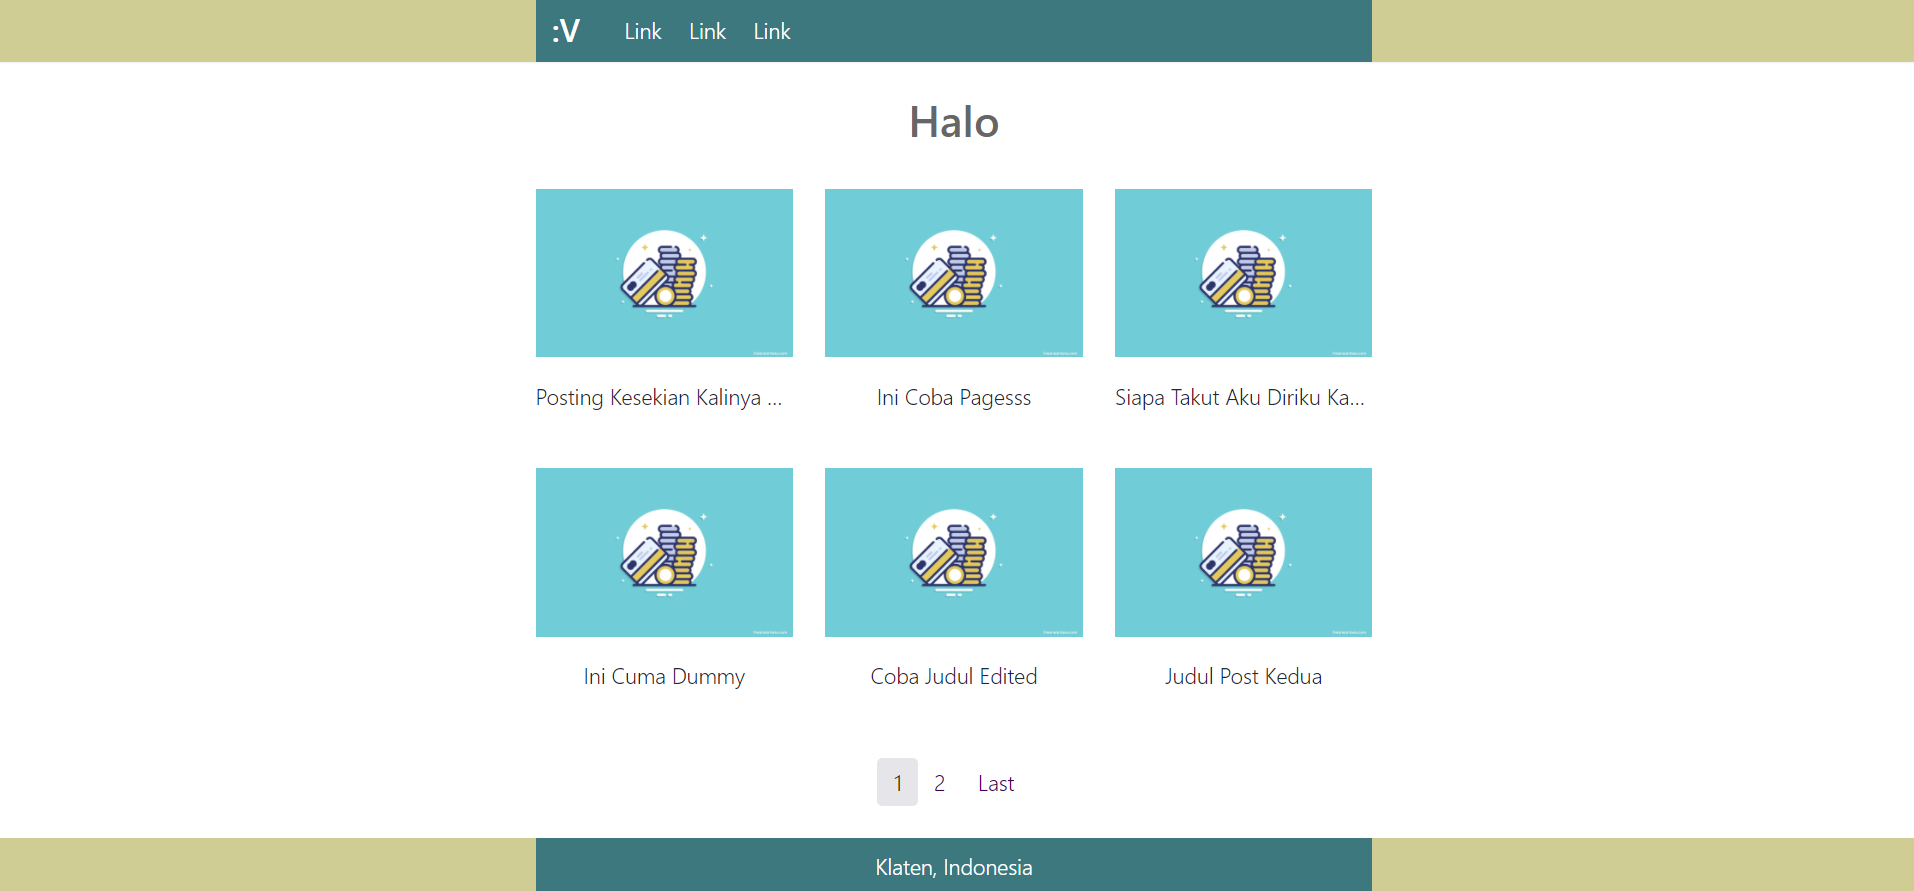 :V Link Link Link
Halo
Posting Kesekian Kalinya ...
Ini Coba Pagesss
Siapa Takut Aku Diriku Ka...
Ini Cuma Dummy
Coba Judul Edited
Judul Post Kedua
1 2 Last
Klaten, Indonesia